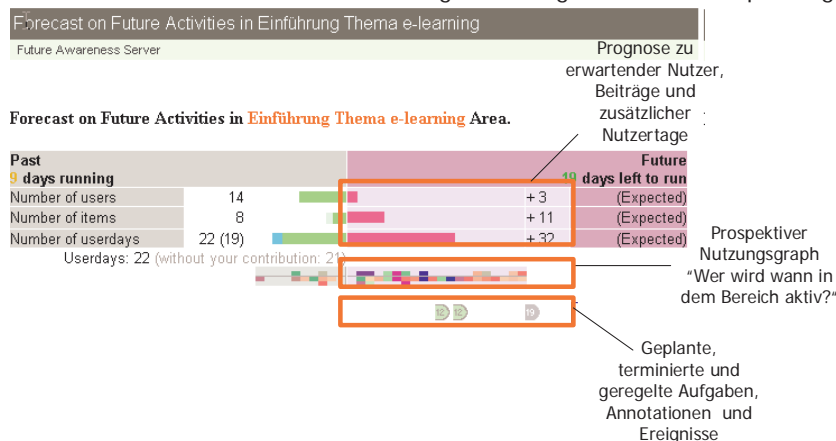 Forecast on Future Activities in Einführung Thema e-learning
Future Awareness Server
Prognose zu
erwartender Nutzer,
Beiträge und
zusätzlicher
Nutzertage
Forecast on Future Activities in Einführung Thema e-learning Area.
Past Future
9 days running 19 days left to run
Number of users 14 + 3 (Expected)
Number of items 8 + 11 (Expected)
Number of userdays 22 (19) + 32 (Expected)
Userdays: 22 (without your contribution: 21)
Prospektiver
Nutzungsgraph
"Wer wird wann in
dem Bereich aktiv?"
12 12 19
Geplante,
terminierte und
geregelte Aufgaben,
Annotationen und
Ereignisse